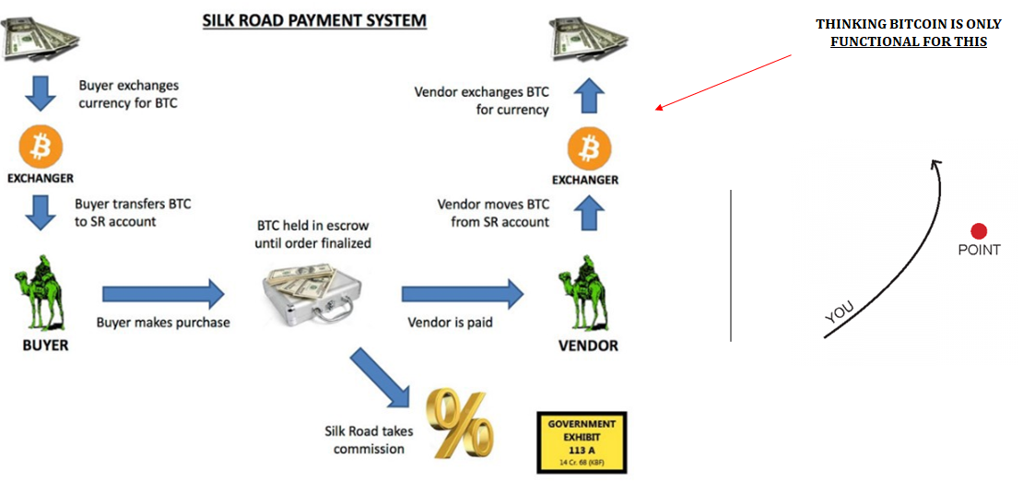 SILK ROAD PAYMENT SYSTEM
THINKING BITCOIN IS ONLY
FUNCTIONAL FOR THIS
Buyer exchanges
currency for BTC
Vendor exchanges BTC
for currency
EXCHANGER
EXCHANGER
Buyer transfers BTC
to SR account
Vendor moves BTC
from SR account
BTC held in escrow
until order finalized
Buyer makes purchase
Vendor is paid
BUYER
VENDOR
Silk Road takes
commission
%
GOVERNMENT
EXHIBIT
113 A
14 Cr. 68 (KBF)
YOU
POINT